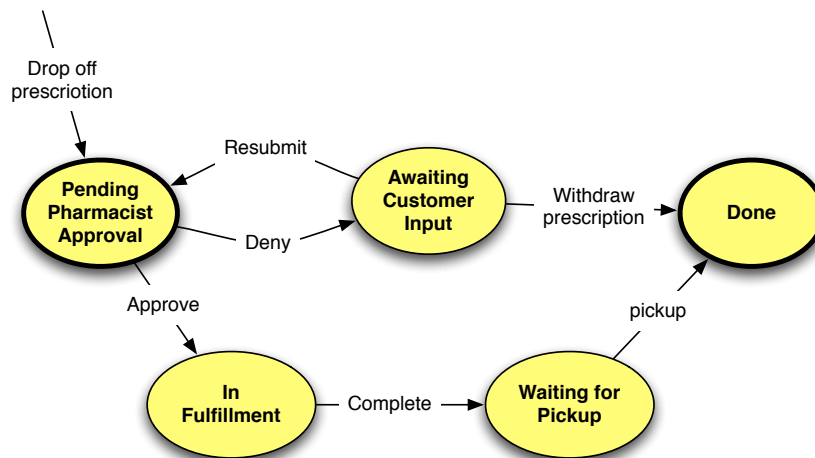 Drop off
prescriotion
Resubmit
Pending
Pharmacist
Approval
Awaiting
Customer
Input
Withdraw
prescription
Done
Deny
Approve
pickup
In
Fulfillment
Complete
Waiting for
Pickup